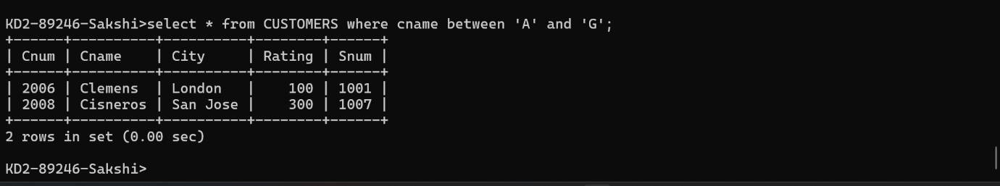 KD2-89246-Sakshi>select * from CUSTOMERS where cname between 'A' and 'G';
+------+----------+----------+--------+------+
| Cnum | Cname    | City     | Rating | Snum |
+------+----------+----------+--------+------+
| 2006 | Clemens  | London   |    100 | 1001 |
| 2008 | Cisneros | San Jose |    300 | 1007 |
+------+----------+----------+--------+------+
2 rows in set (0.00 sec)
KD2-89246-Sakshi>